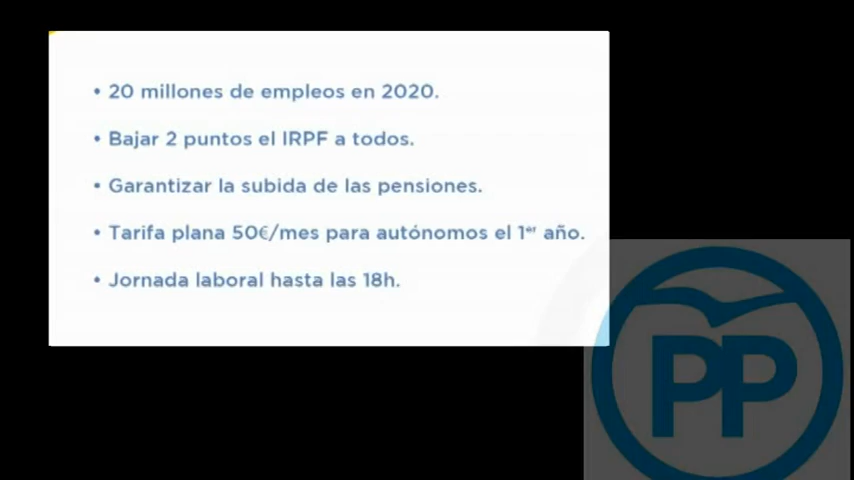 • 20 millones de empleos en 2020.
• Bajar 2 puntos el IRPF a todos.
• Garantizar la subida de las pensiones.
• Tarifa plana 50€/mes para autónomos el 1er año.
• Jornada laboral hasta las 18h.
PP